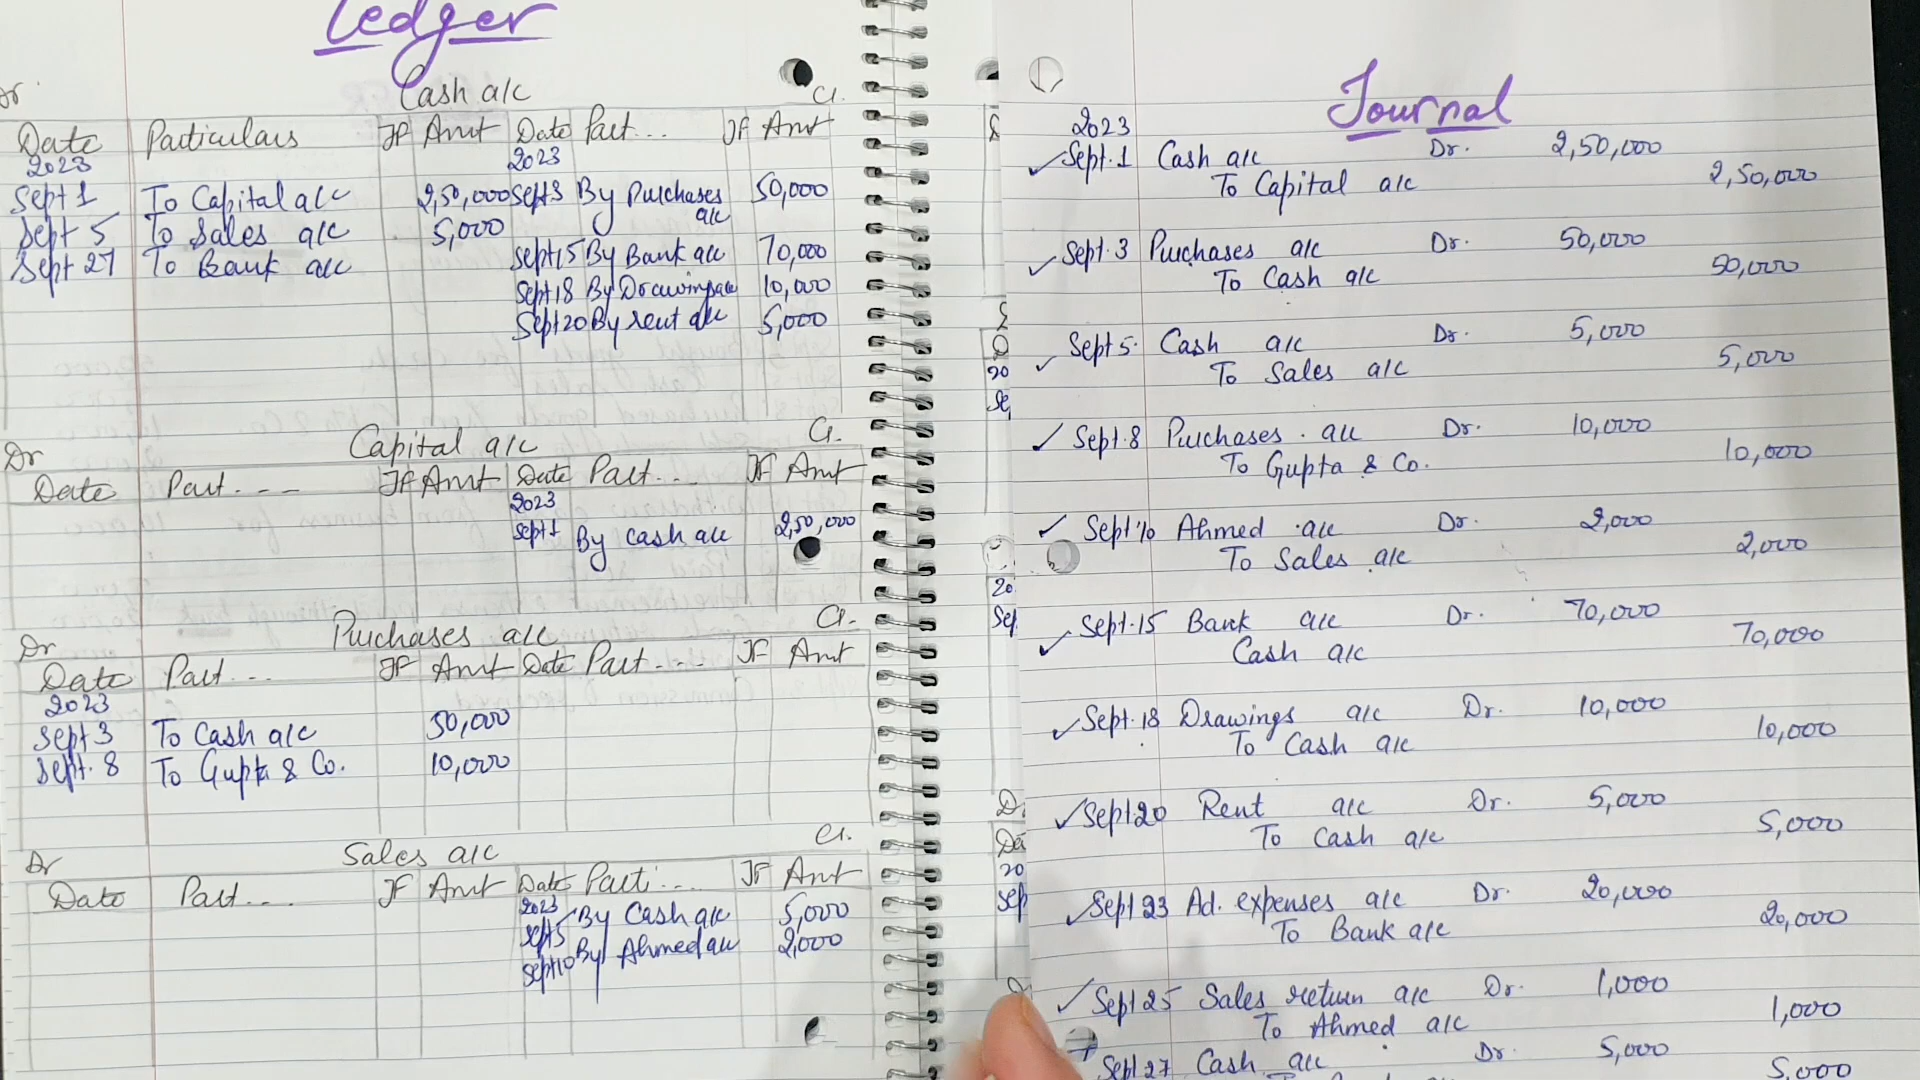 Ledger
Dr. Cash a/c Cr.
Date Particulars JF Amt Date Part... JF Amt
2023 2023
Sept 1 To Capital a/c 2,50,000 Sept 3 By Purchases a/c 50,000
Sept 5 To Sales a/c 5,000
Sept 27 To Bank a/c Sept 15 By Bank a/c 70,000
Sept 18 By Drawings a/c 10,000
Sept 20 By rent a/c 5,000
Dr Capital a/c Cr.
Date Part... JF Amt Date Part... JF Amt
2023
Sept 1 By Cash a/c 2,50,000
Dr Purchases a/c Cr.
Date Part... JF Amt Date Part... JF Amt
2023
Sept 3 To Cash a/c 50,000
Sept. 8 To Gupta & Co. 10,000
Dr Sales a/c Cr.
Date Part... JF Amt Date Parti... JF Amt
2023
Sept 5 By Cash a/c 5,000
Sept 10 By Ahmed a/c 2,000
Journal
2023
Sept. 1 Cash a/c Dr. 2,50,000
To Capital a/c 2,50,000
Sept. 3 Purchases a/c Dr. 50,000
To Cash a/c 50,000
Sept 5. Cash a/c Dr. 5,000
To Sales a/c 5,000
Sept. 8 Purchases a/c Dr. 10,000
To Gupta & Co. 10,000
Sept 10 Ahmed a/c Dr. 2,000
To Sales a/c 2,000
Sept. 15 Bank a/c Dr. 70,000
Cash a/c 70,000
Sept. 18 Drawings a/c Dr. 10,000
To Cash a/c 10,000
Sept 20 Rent a/c Dr. 5,000
To Cash a/c 5,000
Sept 23 Ad. expenses a/c Dr. 20,000
To Bank a/c 20,000
Sept 25 Sales return a/c Dr. 1,000
To Ahmed a/c 1,000
Sept 27 Cash a/c Dr. 5,000
5,000